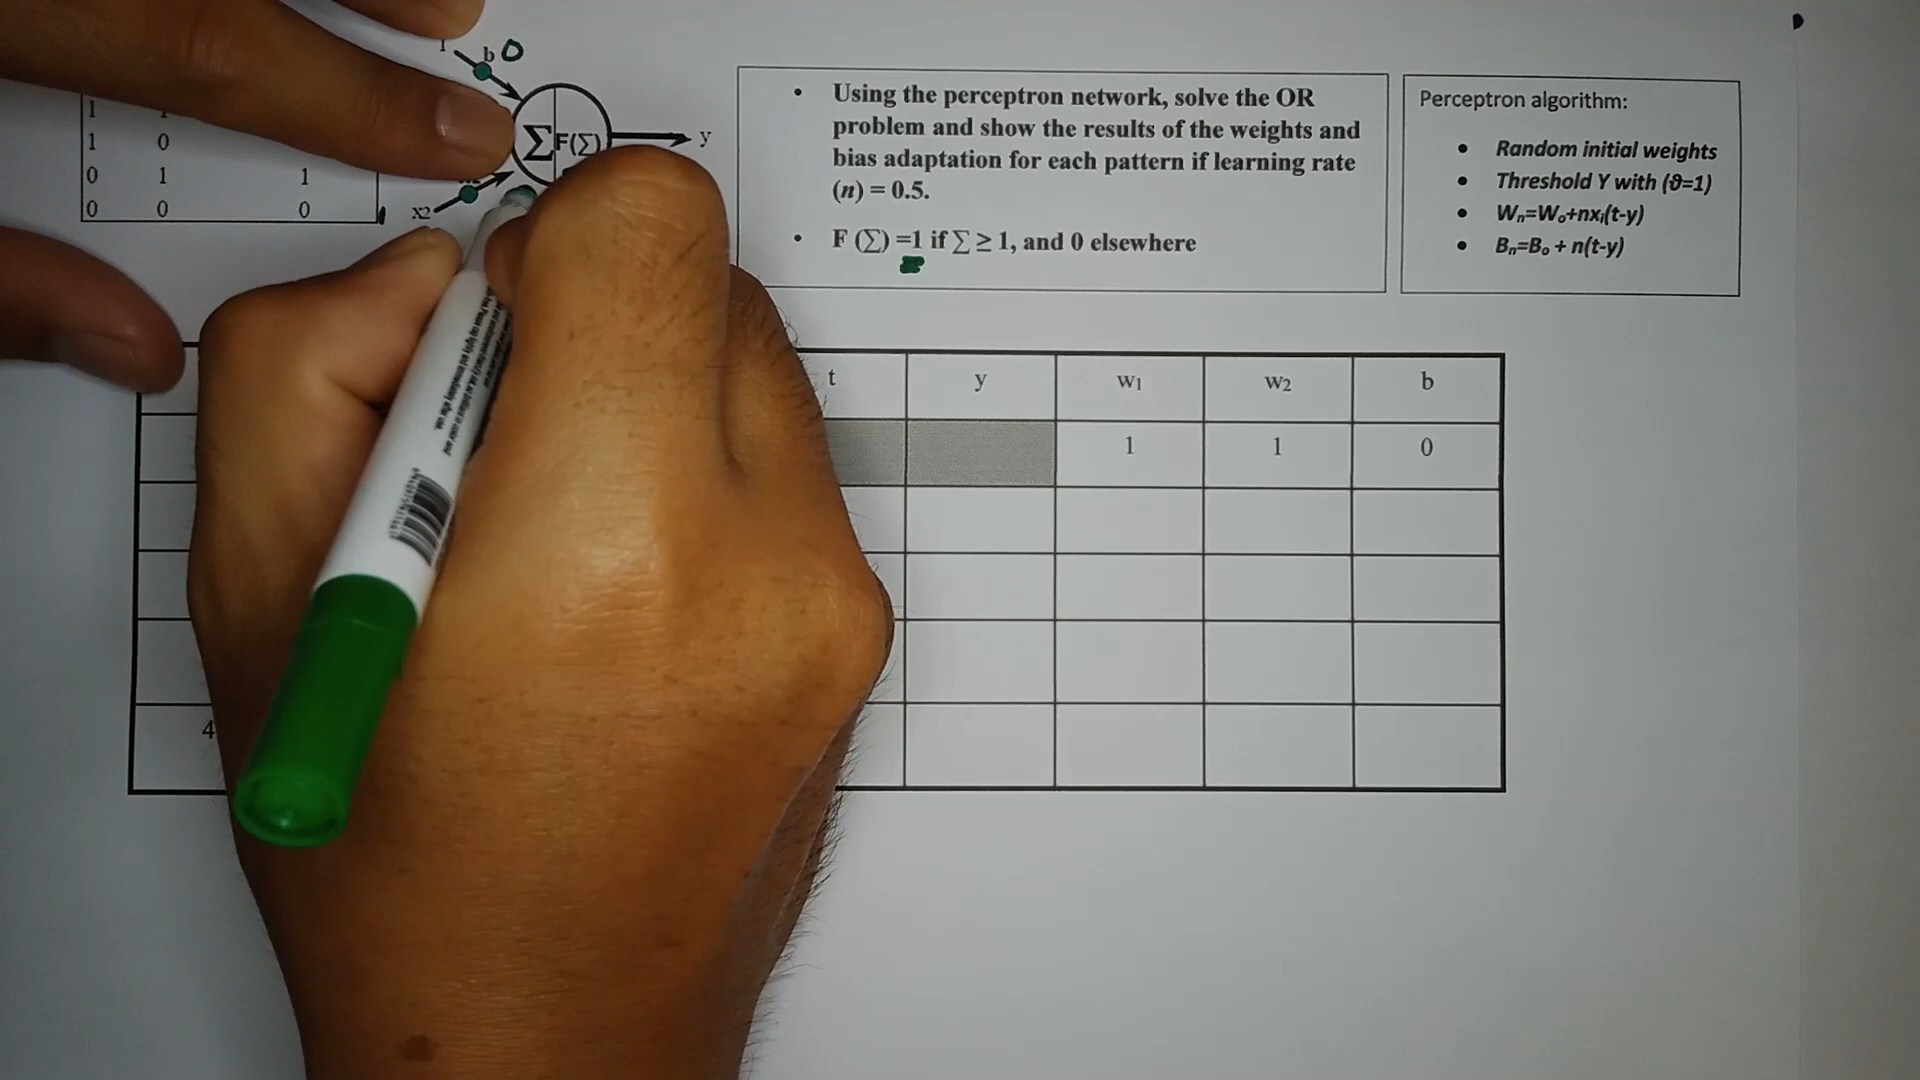 1 b 0
1
1 0
0 1 1
0 0 0
x2
∑ F(∑) y
• Using the perceptron network, solve the OR
problem and show the results of the weights and
bias adaptation for each pattern if learning rate
(n) = 0.5.
• F (∑) =1 if ∑ ≥ 1, and 0 elsewhere
Perceptron algorithm:
• Random initial weights
• Threshold Y with (ϑ=1)
• Wn=Wo+nxi(t-y)
• Bn=Bo + n(t-y)
t y w1 w2 b
1 1 0
4